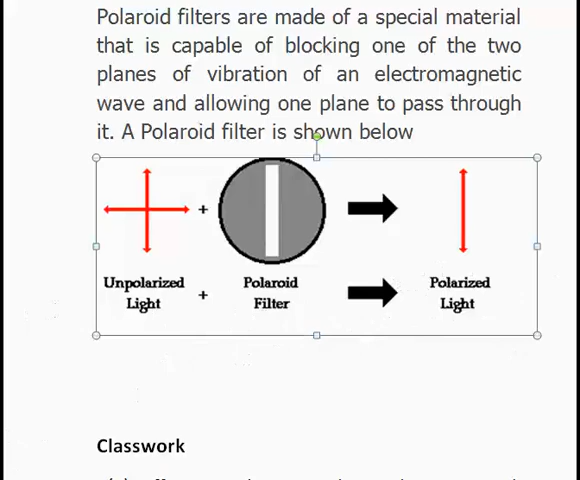 Polaroid filters are made of a special material
that is capable of blocking one of the two
planes of vibration of an electromagnetic
wave and allowing one plane to pass through
it. A Polaroid filter is shown below
+
Unpolarized Light + Polaroid Filter Polarized Light
Classwork